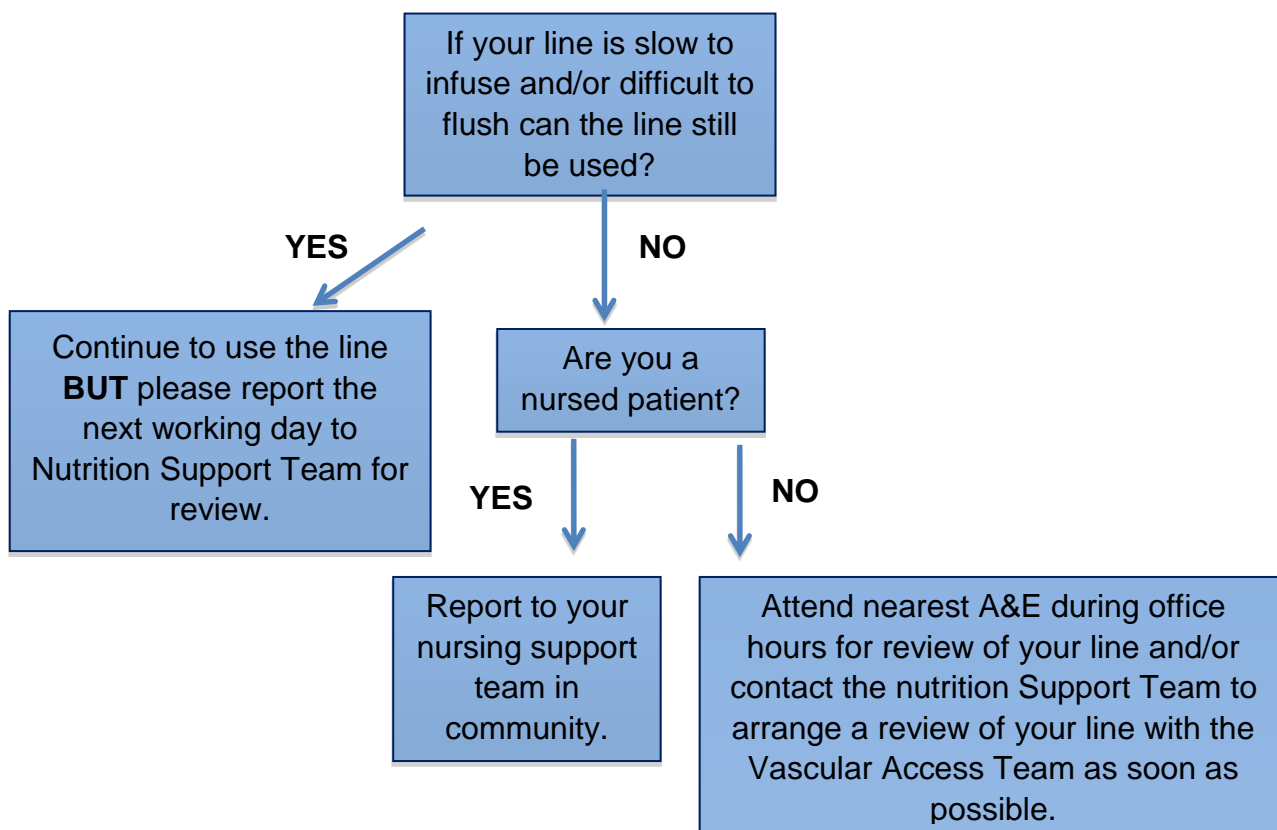 If your line is slow to
infuse and/or difficult to
flush can the line still
be used?
YES
NO
Continue to use the line
BUT please report the
next working day to
Nutrition Support Team for
review.
Are you a
nursed patient?
YES
NO
Report to your
nursing support
team in
community.
Attend nearest A&E during office
hours for review of your line and/or
contact the nutrition Support Team to
arrange a review of your line with the
Vascular Access Team as soon as
possible.